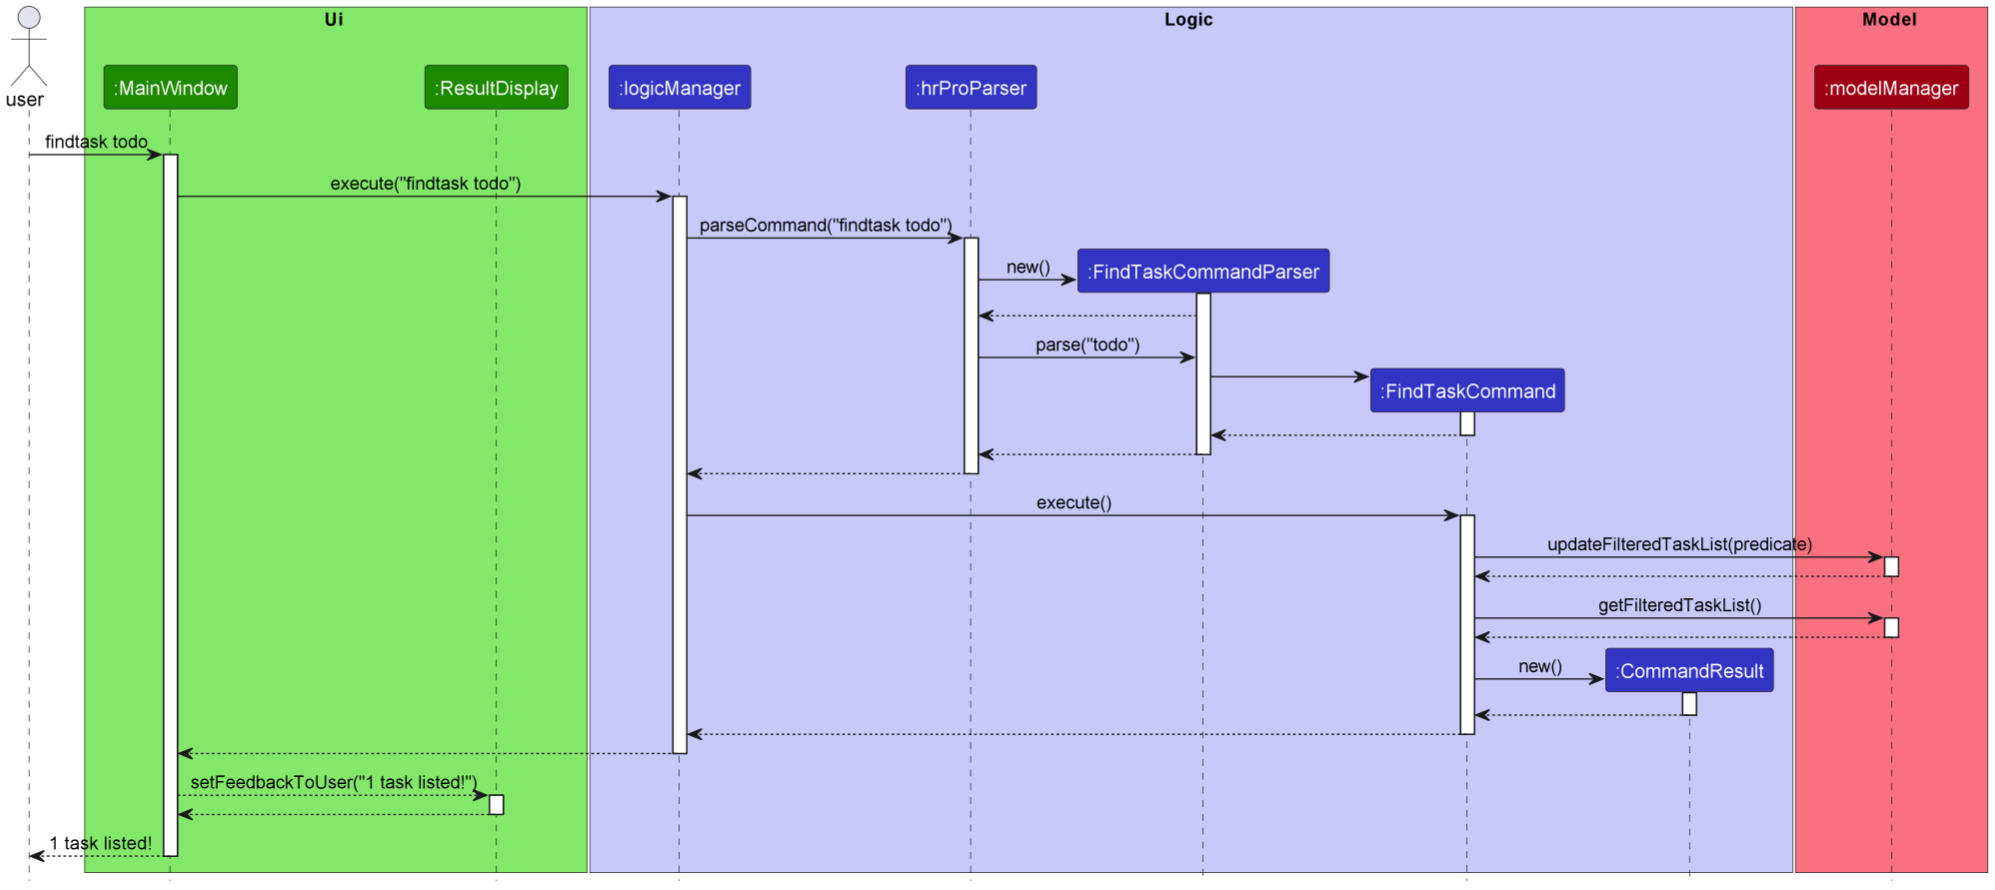 Ui
Logic
Model
user
:MainWindow
:ResultDisplay
:logicManager
:hrProParser
:modelManager
findtask todo
execute("findtask todo")
parseCommand("findtask todo")
new()
:FindTaskCommandParser
parse("todo")
:FindTaskCommand
execute()
updateFilteredTaskList(predicate)
getFilteredTaskList()
new()
:CommandResult
setFeedbackToUser("1 task listed!")
1 task listed!